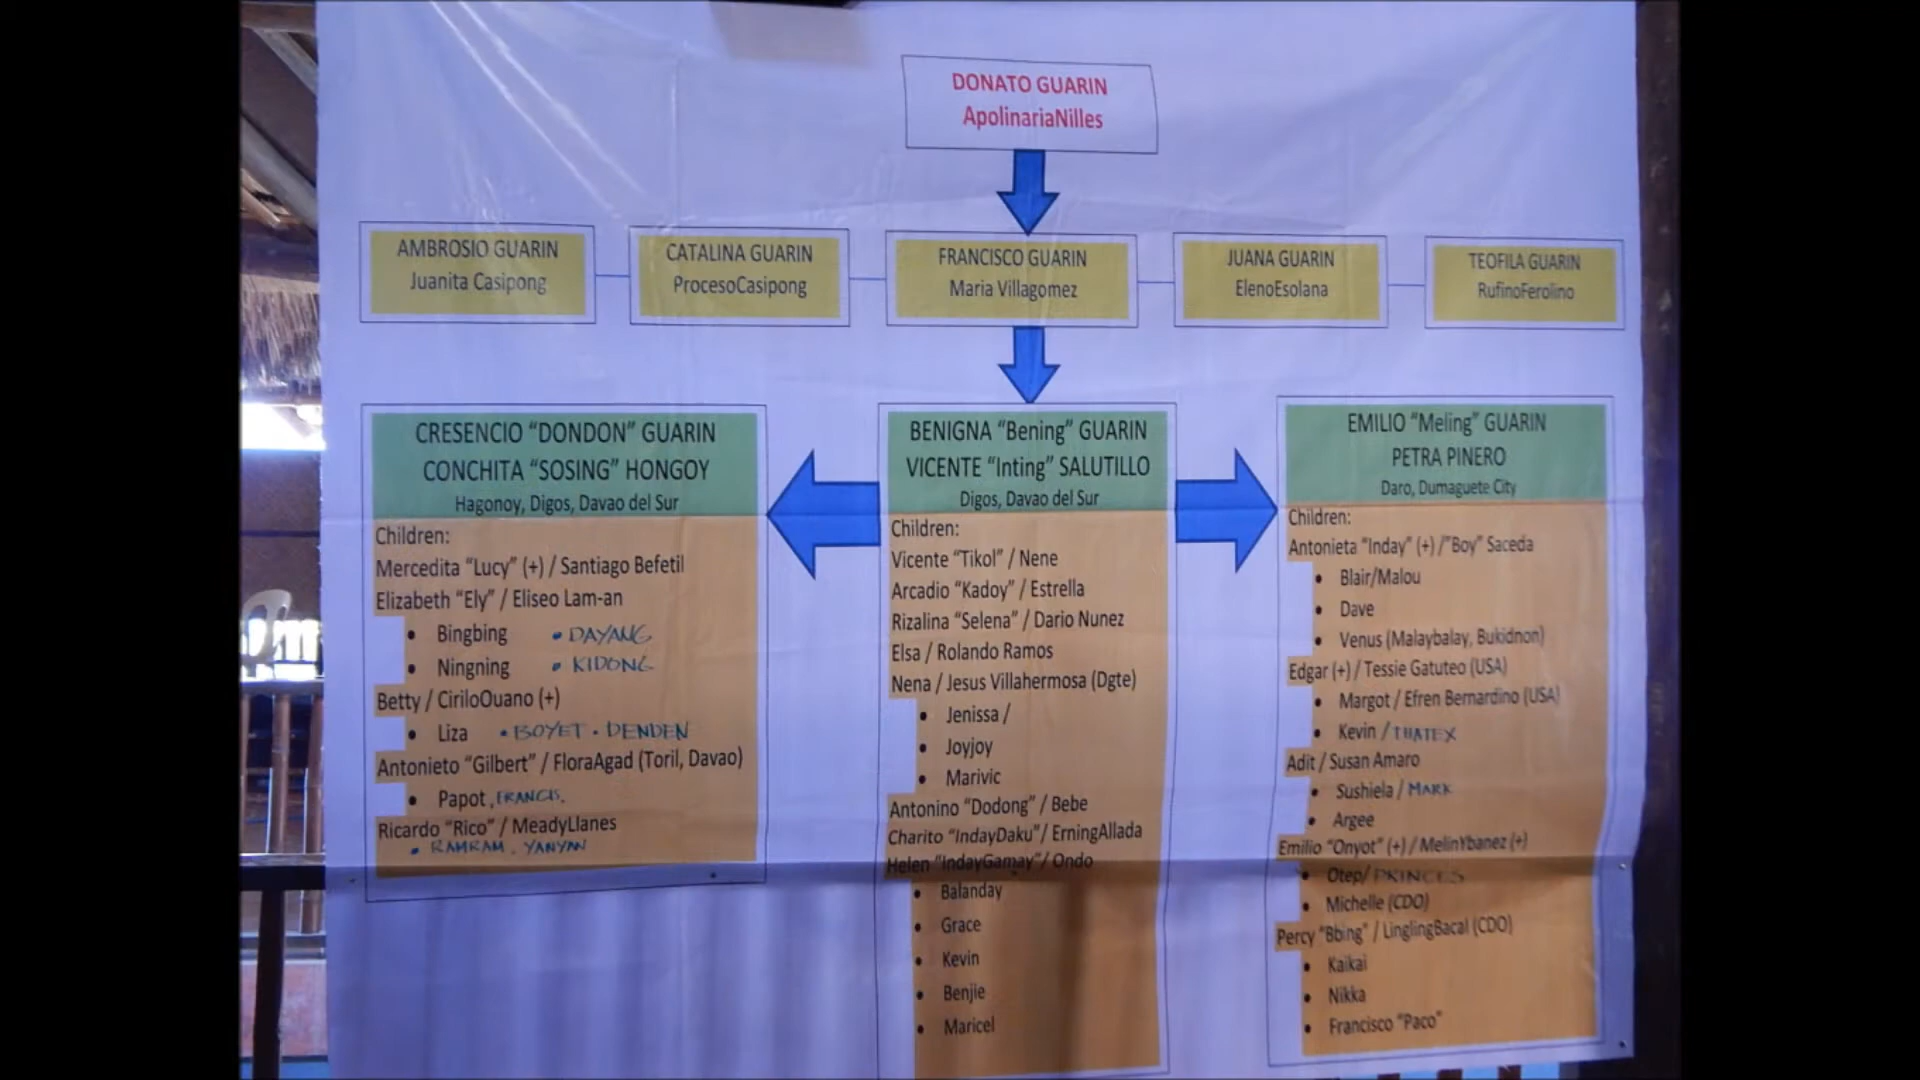 DONATO GUARIN
ApolinariaNilles
AMBROSIO GUARIN
Juanita Casipong
CATALINA GUARIN
ProcesoCasipong
FRANCISCO GUARIN
Maria Villagomez
JUANA GUARIN
ElenoEsolana
TEOFILA GUARIN
RufinoFerolino
CRESENCIO “DONDON” GUARIN
CONCHITA “SOSING” HONGOY
Hagonoy, Digos, Davao del Sur
Children:
Mercedita “Lucy” (+) / Santiago Befetil
Elizabeth “Ely” / Eliseo Lam-an
• Bingbing • DAYANG
• Ningning • KIDONG
Betty / CiriloOuano (+)
• Liza • BOYET • DENDEN
Antonieto “Gilbert” / FloraAgad (Toril, Davao)
• Papot , FRANCIS.
Ricardo “Rico” / MeadyLlanes
• RAMRAM . YANYAN
BENIGNA “Bening” GUARIN
VICENTE “Inting” SALUTILLO
Digos, Davao del Sur
Children:
Vicente “Tikol” / Nene
Arcadio “Kadoy” / Estrella
Rizalina “Selena” / Dario Nunez
Elsa / Rolando Ramos
Nena / Jesus Villahermosa (Dgte)
• Jenissa /
• Joyjoy
• Marivic
Antonino “Dodong” / Bebe
Charito “IndayDaku”/ ErningAllada
Helen “IndayGamay”/ Ondo
• Balanday
• Grace
• Kevin
• Benjie
• Maricel
EMILIO “Meling” GUARIN
PETRA PINERO
Daro, Dumaguete City
Children:
Antonieta “Inday” (+) /”Boy” Saceda
• Blair/Malou
• Dave
• Venus (Malaybalay, Bukidnon)
Edgar (+) / Tessie Gatuteo (USA)
• Margot / Efren Bernardino (USA)
• Kevin / THATEX
Adit / Susan Amaro
• Sushiela / MARK
• Argee
Emilio “Onyot” (+) / MelinYbanez (+)
• Otep/ PRINCES
• Michelle (CDO)
Percy “Bbing” / LinglingBacal (CDO)
• Kaikai
• Nikka
• Francisco “Paco”